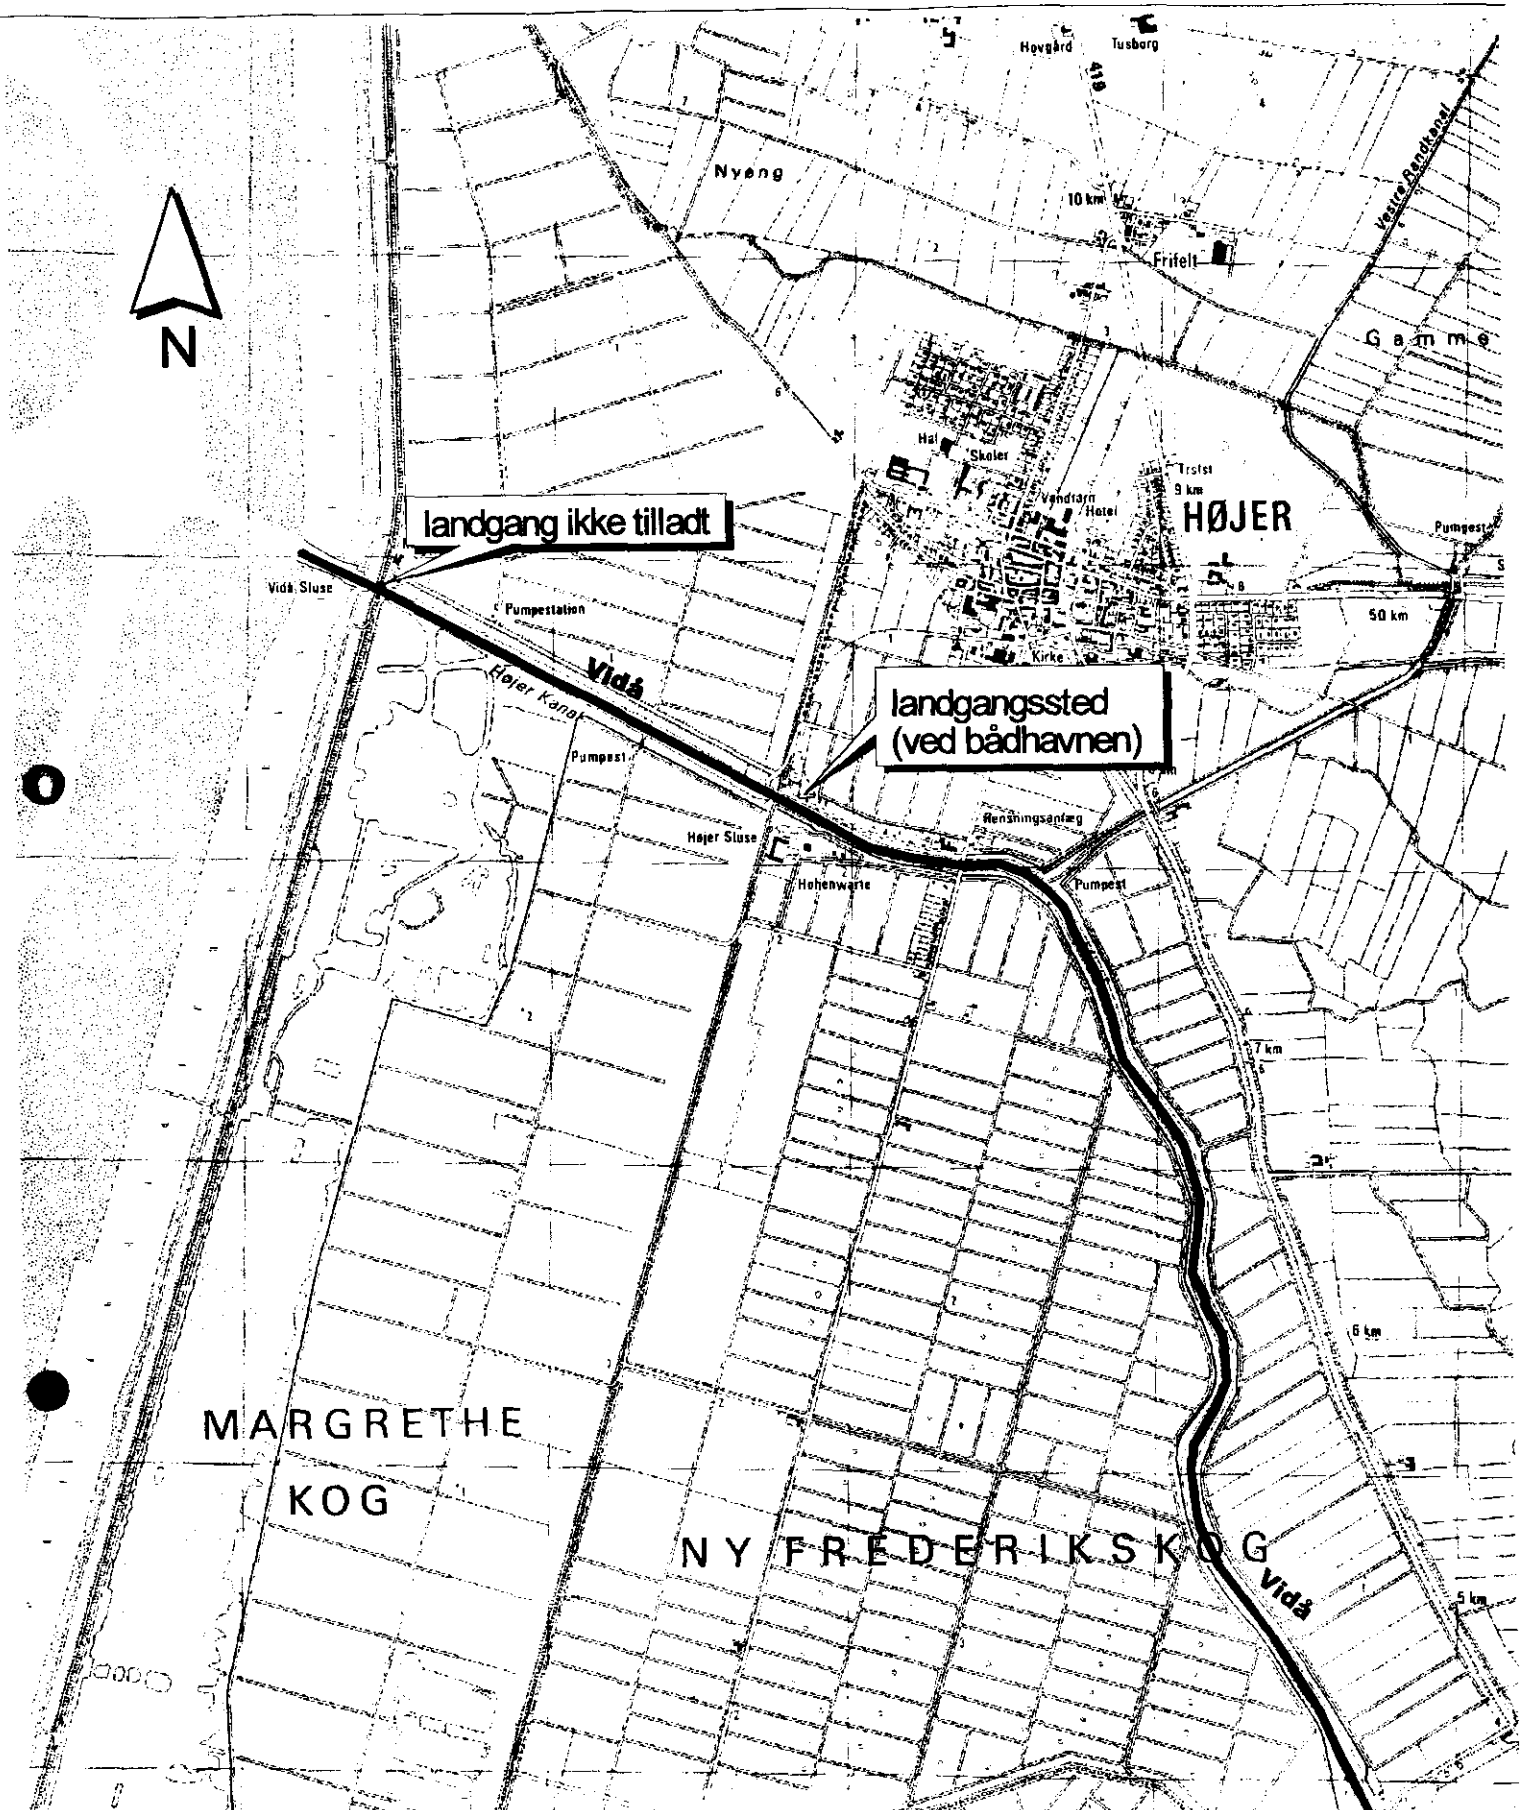 Hovgård
Tusborg
419
Vestre Randkanal
Nyeng
10 km
Frifelt
N
Gamme
Hal
Skoler
Vandtårn
Hotel
Trsfst
9 km
HØJER
Pumpest
landgang ikke tilladt
Vidå Sluse
Pumpestation
50 km
Kirke
Vidå
Højer Kanal
landgangssted
(ved bådhavnen)
Pumpest.
Rensningsanlæg
Højer Sluse
Hohenwarte
Pumpest
7 km
6 km
MARGRETHE
KOG
NY FREDERIKSKOG
Vidå
5 km